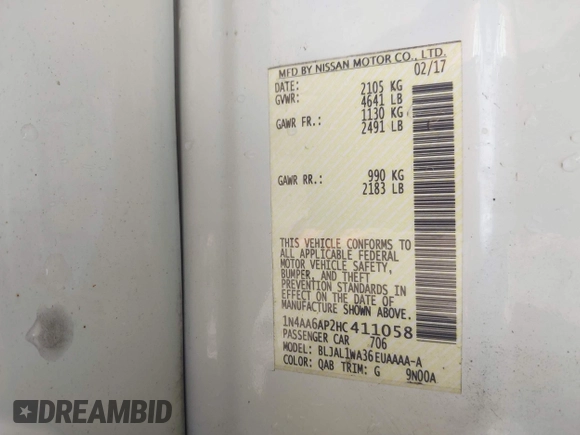 MFD BY NISSAN MOTOR CO., LTD.
DATE: 02/17
GVWR: 2105 KG
4641 LB
GAWR FR.: 1130 KG
2491 LB
GAWR RR.: 990 KG
2183 LB
THIS VEHICLE CONFORMS TO
ALL APPLICABLE FEDERAL
MOTOR VEHICLE SAFETY,
BUMPER, AND THEFT
PREVENTION STANDARDS IN
EFFECT ON THE DATE OF
MANUFACTURE SHOWN ABOVE.
1N4AA6AP2HC411058
PASSENGER CAR 706
MODEL: BLJAL1WA36EUAAAA-A
COLOR: QAB TRIM: G 9N00A
DREAMBID